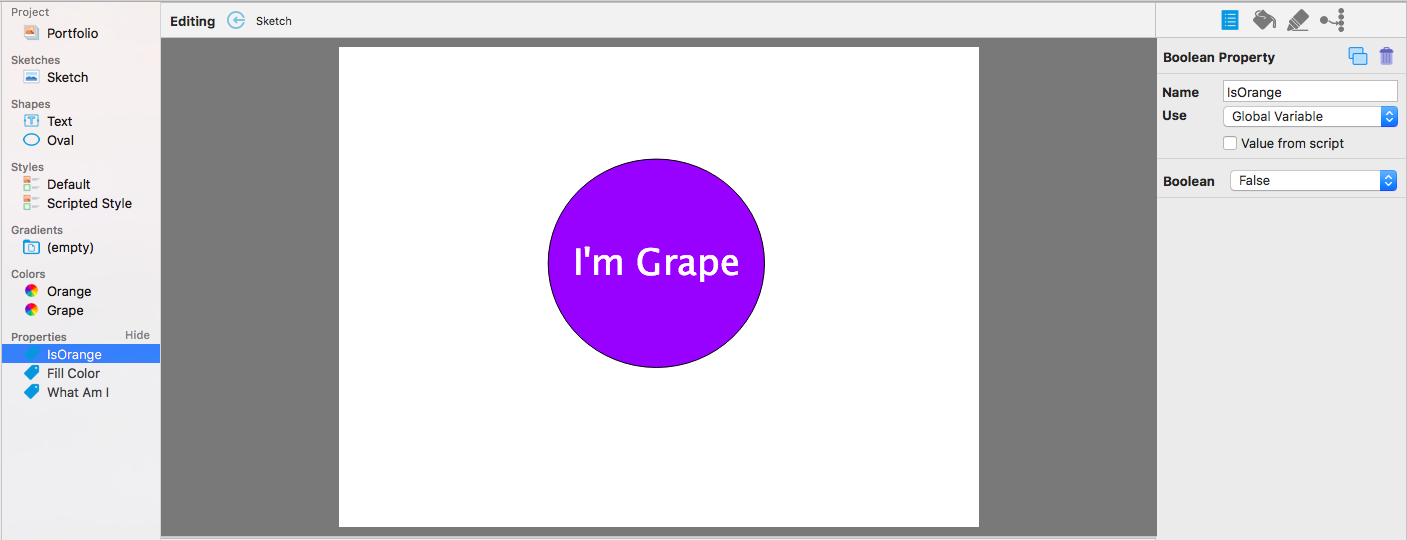 Project
Portfolio
Sketches
Sketch
Shapes
Text
Oval
Styles
Default
Scripted Style
Gradients
(empty)
Colors
Orange
Grape
Properties Hide
IsOrange
Fill Color
What Am I
Editing Sketch
I'm Grape
Boolean Property
Name IsOrange
Use Global Variable
Value from script
Boolean False